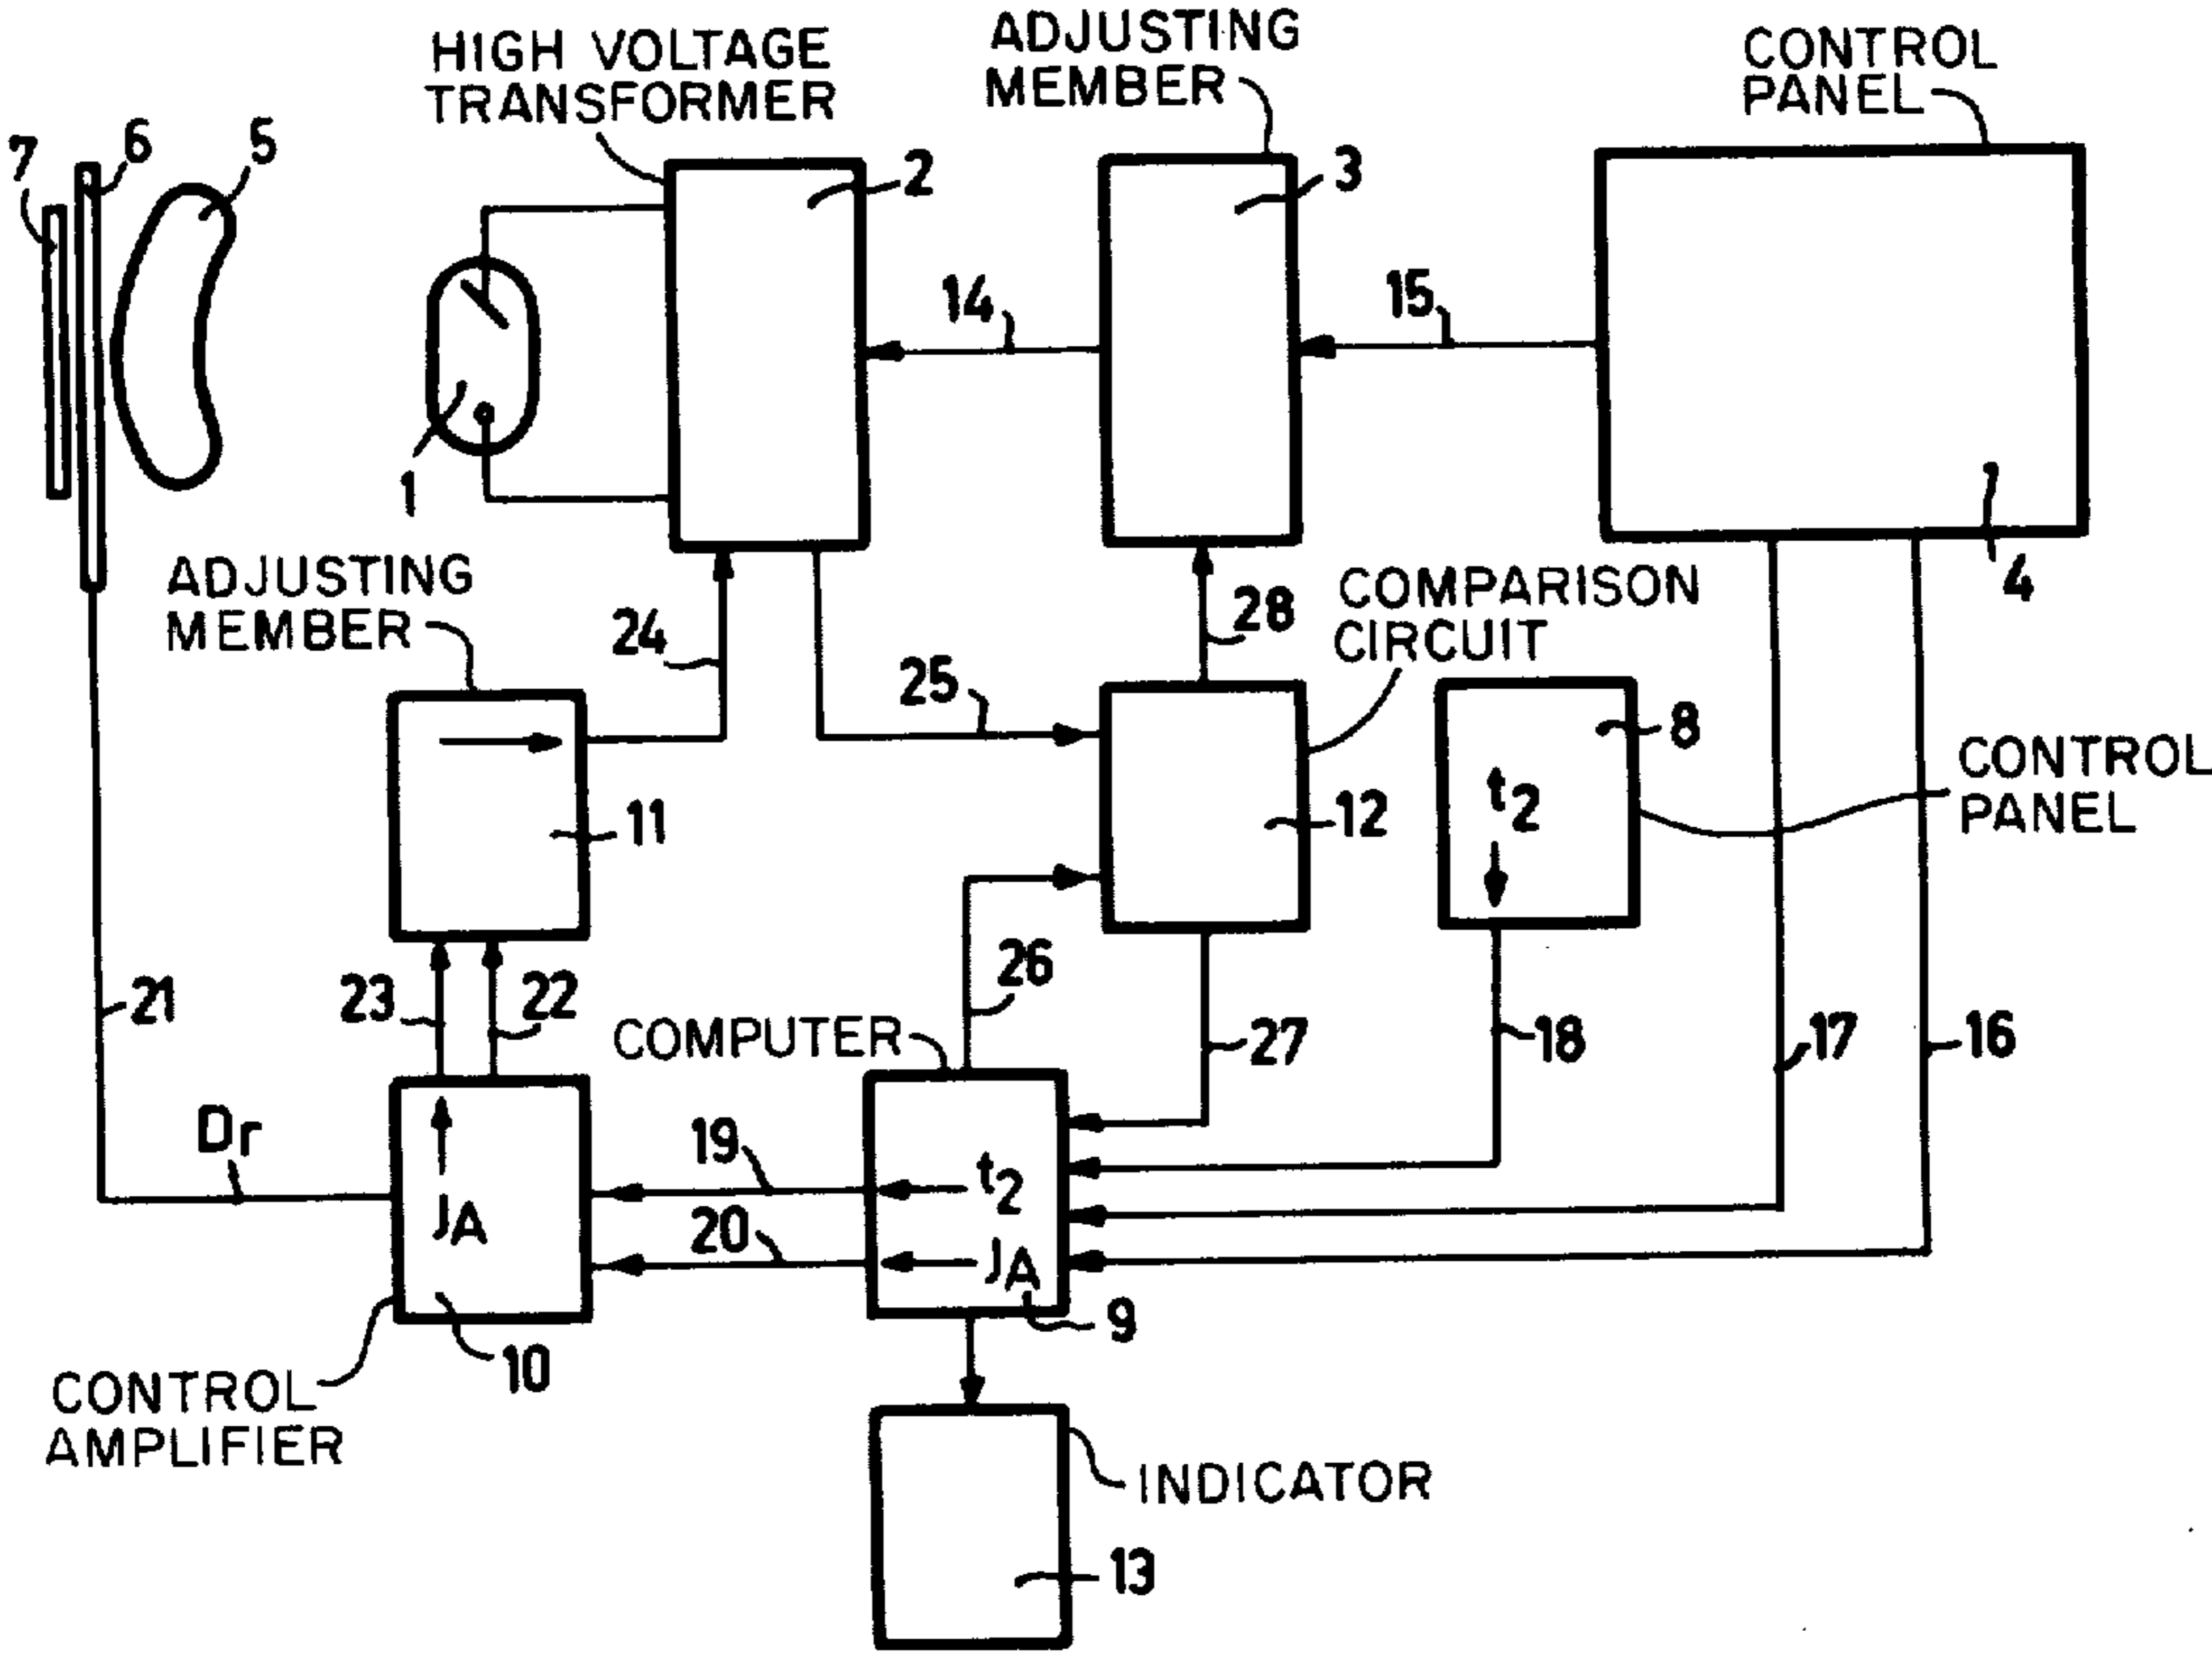 HIGH VOLTAGE
TRANSFORMER
ADJUSTING
MEMBER
CONTROL
PANEL
7
6
5
2
3
14
15
1
4
ADJUSTING
MEMBER
24
28
COMPARISON
CIRCUIT
25
8
t2
CONTROL
PANEL
11
12
26
23
22
21
COMPUTER
27
18
17
16
Dr
19
t2
JA
20
JA
9
10
CONTROL
AMPLIFIER
INDICATOR
13